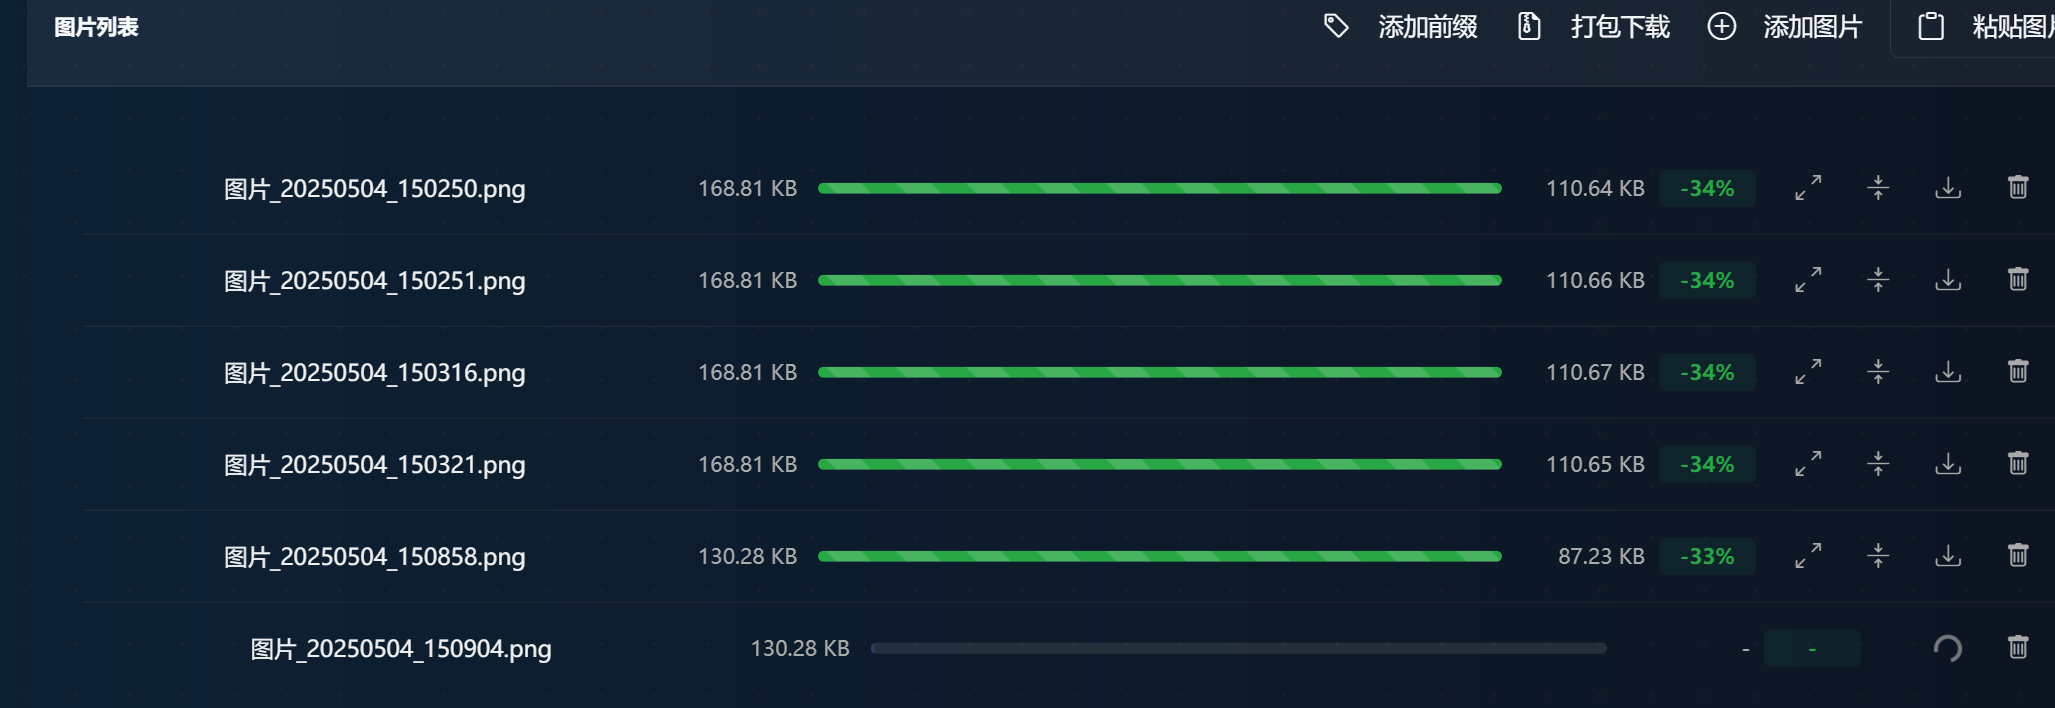 图片列表 添加前缀 打包下载 添加图片 粘贴图
图片_20250504_150250.png 168.81 KB 110.64 KB -34%
图片_20250504_150251.png 168.81 KB 110.66 KB -34%
图片_20250504_150316.png 168.81 KB 110.67 KB -34%
图片_20250504_150321.png 168.81 KB 110.65 KB -34%
图片_20250504_150858.png 130.28 KB 87.23 KB -33%
图片_20250504_150904.png 130.28 KB - -